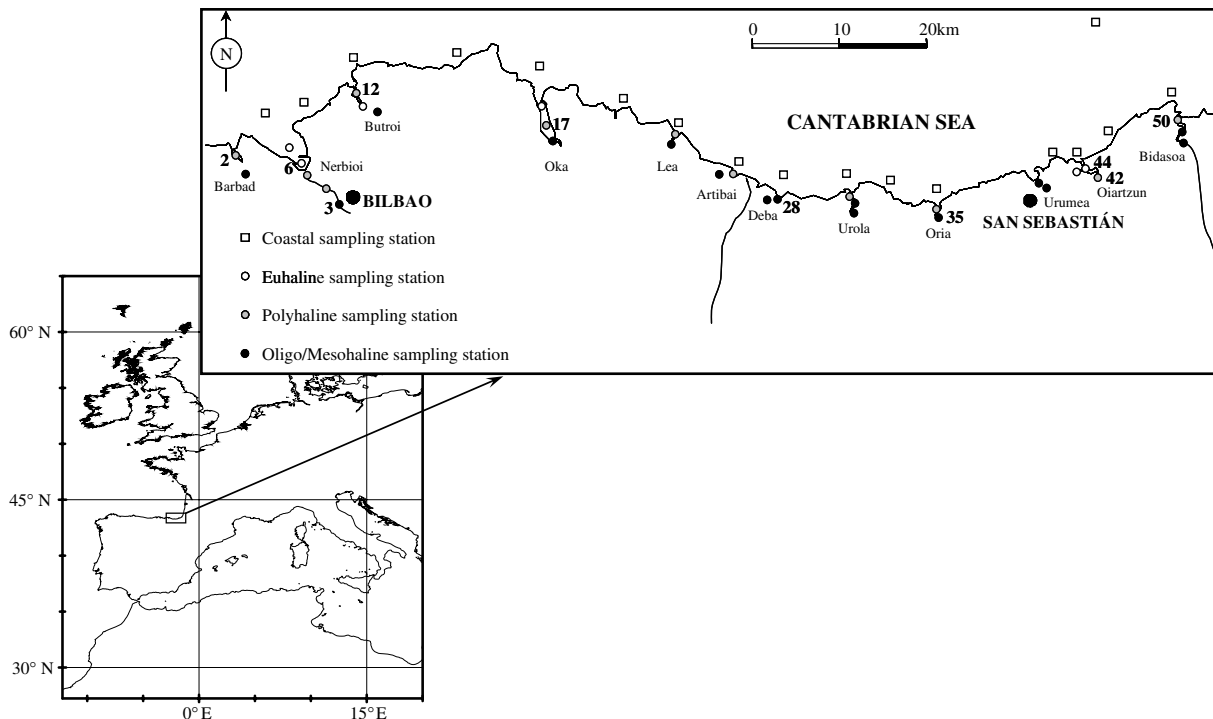 N
0 10 20km
12
Butroi
17
CANTABRIAN SEA
50
2
6
Nerbioi
Oka
Lea
44
Bidasoa
Barbad
Artibai
42
Oiartzun
3
BILBAO
Deba
28
Urola
Oria
35
Urumea
SAN SEBASTIÁN
Coastal sampling station
Euhaline sampling station
Polyhaline sampling station
Oligo/Mesohaline sampling station
60° N
45° N
30° N
0°E
15°E